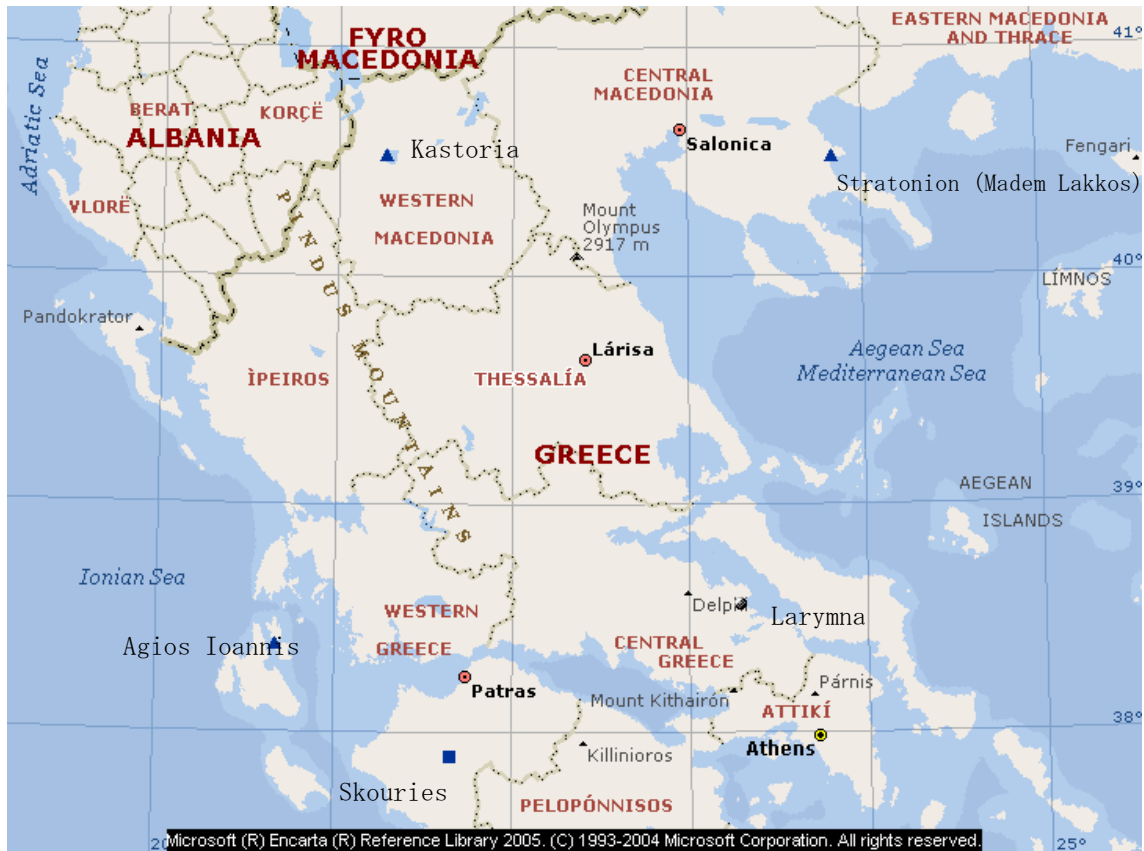 EASTERN MACEDONIA
AND THRACE
41°
FYRO
MACEDONIA
CENTRAL
MACEDONIA
Adriatic Sea
BERAT
KORÇË
ALBANIA
Salonica
Kastoria
Fengari
Stratonion (Madem Lakkos)
VLORË
WESTERN
MACEDONIA
Mount
Olympus
2917 m
40°
LÍMNOS
PINDUS MOUNTAINS
Pandokrator
Lárisa
Aegean Sea
Mediterranean Sea
ÌPEIROS
THESSALÍA
GREECE
39°
AEGEAN
ISLANDS
Ionian Sea
Delphi
Larymna
WESTERN
GREECE
Agios Ioannis
CENTRAL
GREECE
Patras
Mount Kithairón
Párnis
ATTIKÍ
38°
Athens
Killinioros
Skouries
PELOPÓNNISOS
20
Microsoft (R) Encarta (R) Reference Library 2005. (C) 1993-2004 Microsoft Corporation. All rights reserved.
25°